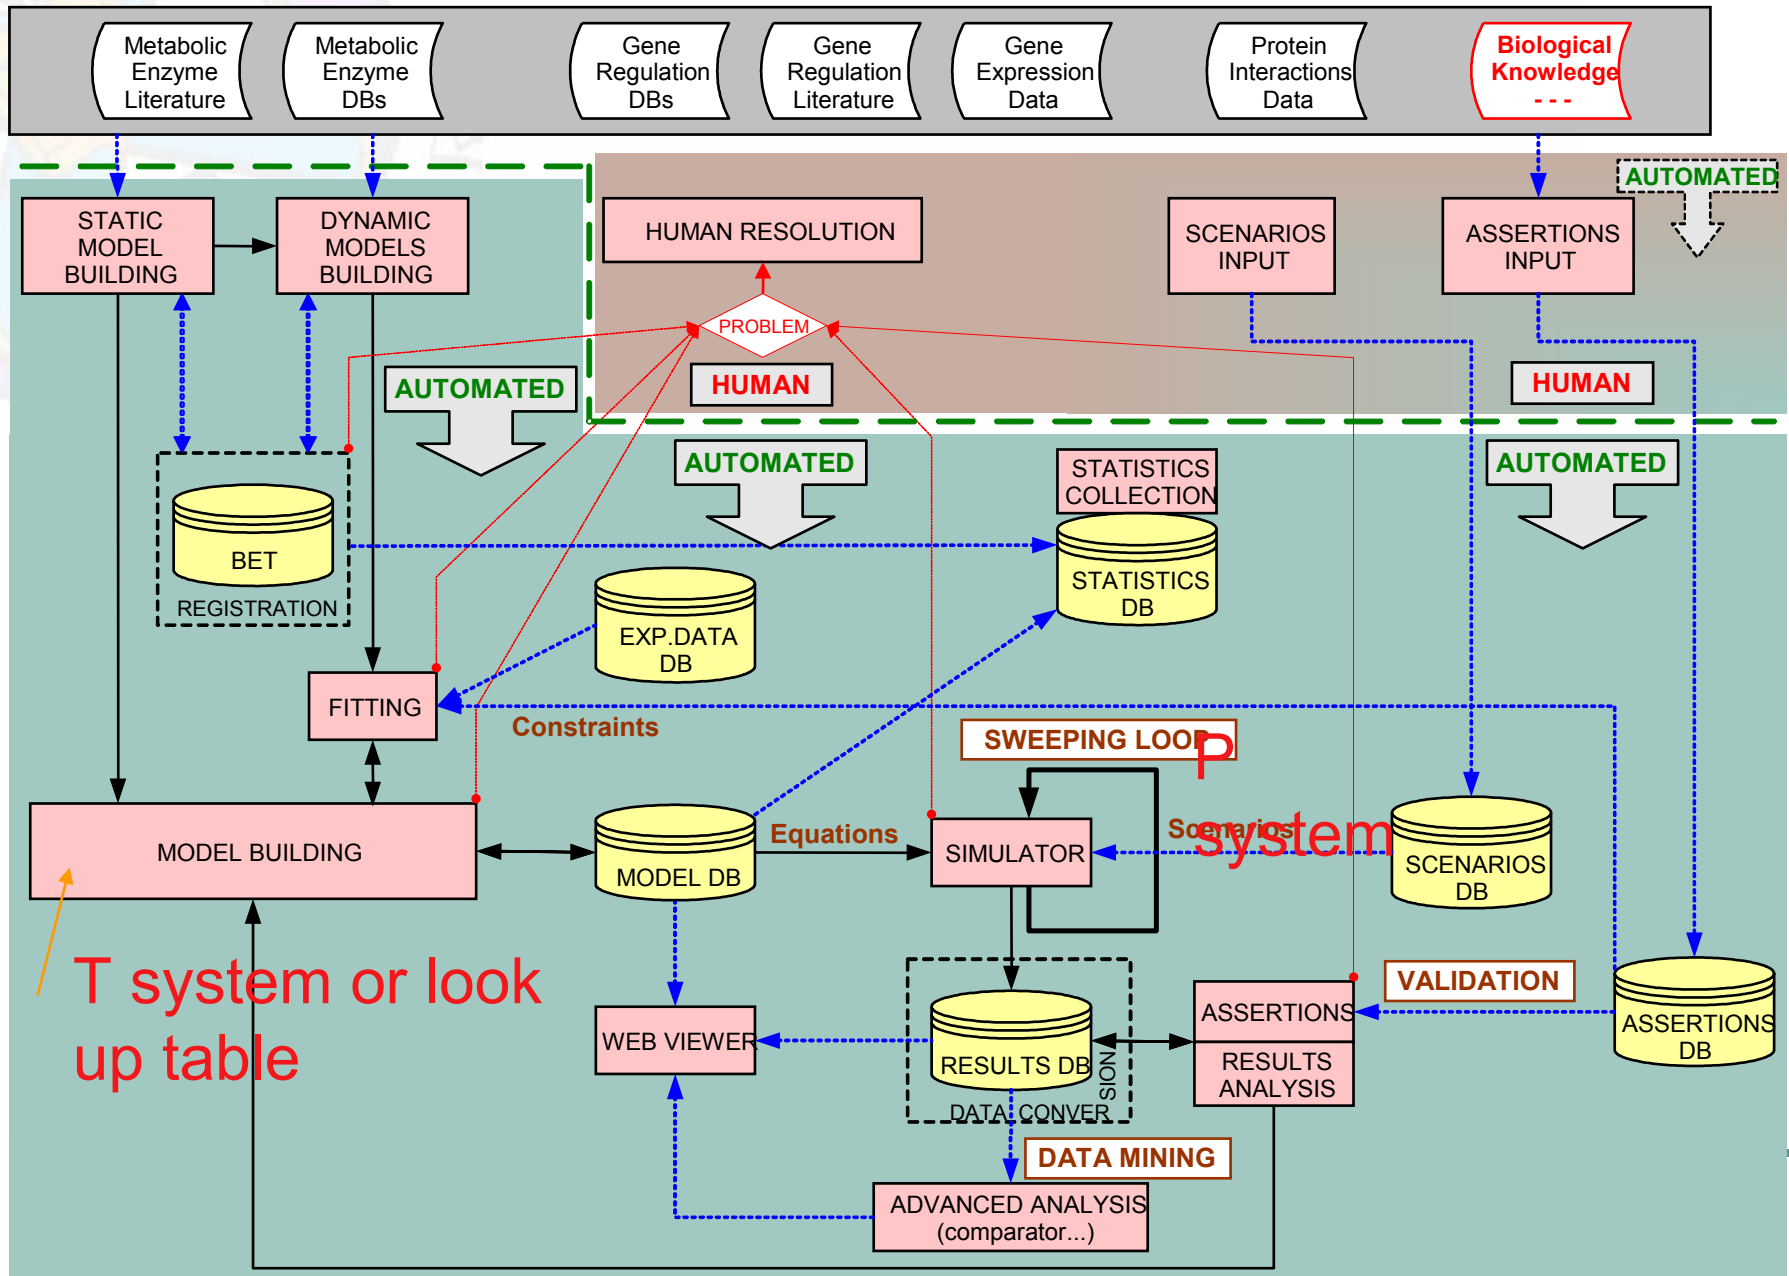 Metabolic
Enzyme
Literature
Metabolic
Enzyme
DBs
Gene
Regulation
DBs
Gene
Regulation
Literature
Gene
Expression
Data
Protein
Interactions
Data
Biological
Knowledge
- - -
AUTOMATED
STATIC
MODEL
BUILDING
DYNAMIC
MODELS
BUILDING
HUMAN RESOLUTION
SCENARIOS
INPUT
ASSERTIONS
INPUT
PROBLEM
AUTOMATED
HUMAN
HUMAN
AUTOMATED
STATISTICS
COLLECTION
AUTOMATED
BET
REGISTRATION
STATISTICS
DB
EXP.DATA
DB
FITTING
Constraints
SWEEPING LOOP
P
system
MODEL BUILDING
MODEL DB
Equations
SIMULATOR
Scenarios
SCENARIOS
DB
T system or look
up table
WEB VIEWER
RESULTS DB
DATA CONVER
SION
ASSERTIONS
RESULTS
ANALYSIS
VALIDATION
ASSERTIONS
DB
DATA MINING
ADVANCED ANALYSIS
(comparator...)